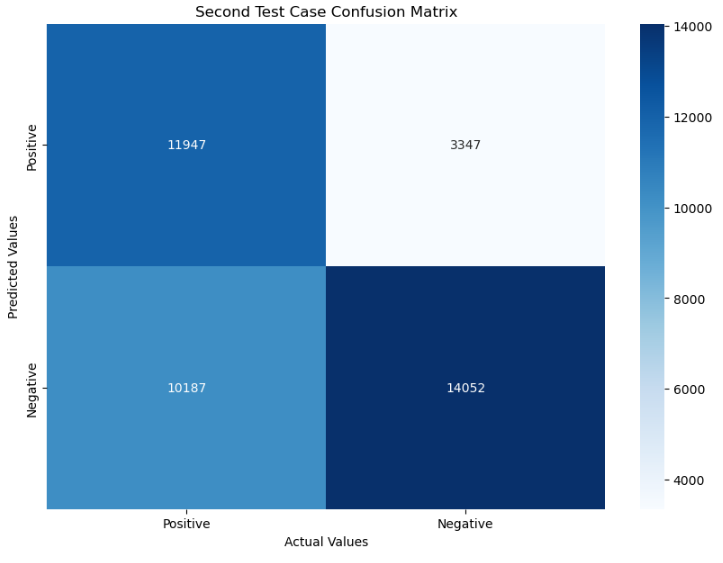 Second Test Case Confusion Matrix
Predicted Values
Positive
11947
3347
Negative
10187
14052
Positive
Negative
Actual Values
14000
12000
10000
8000
6000
4000